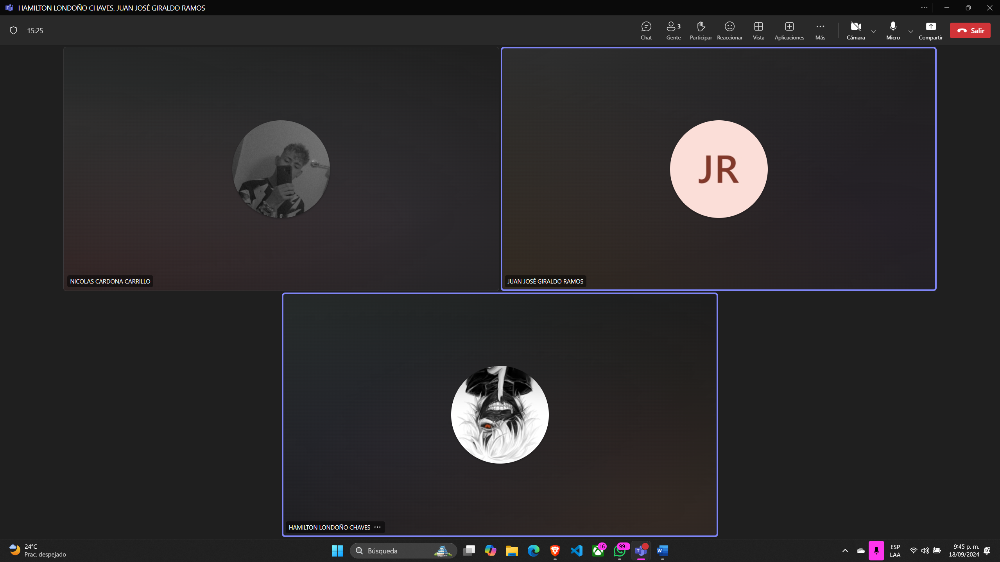 HAMILTON LONDOÑO CHAVES, JUAN JOSÉ GIRALDO RAMOS
15:25
Chat
Gente 3
Participar
Reaccionar
Vista
Aplicaciones
Más
Cámara
Micro
Compartir
Salir
JR
NICOLAS CARDONA CARRILLO
JUAN JOSÉ GIRALDO RAMOS
HAMILTON LONDOÑO CHAVES
24°C
Prac. despejado
Búsqueda
16
99+
ESP
LAA
9:45 p. m.
18/09/2024